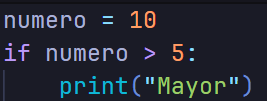 numero = 10
if numero > 5:
    print("Mayor")